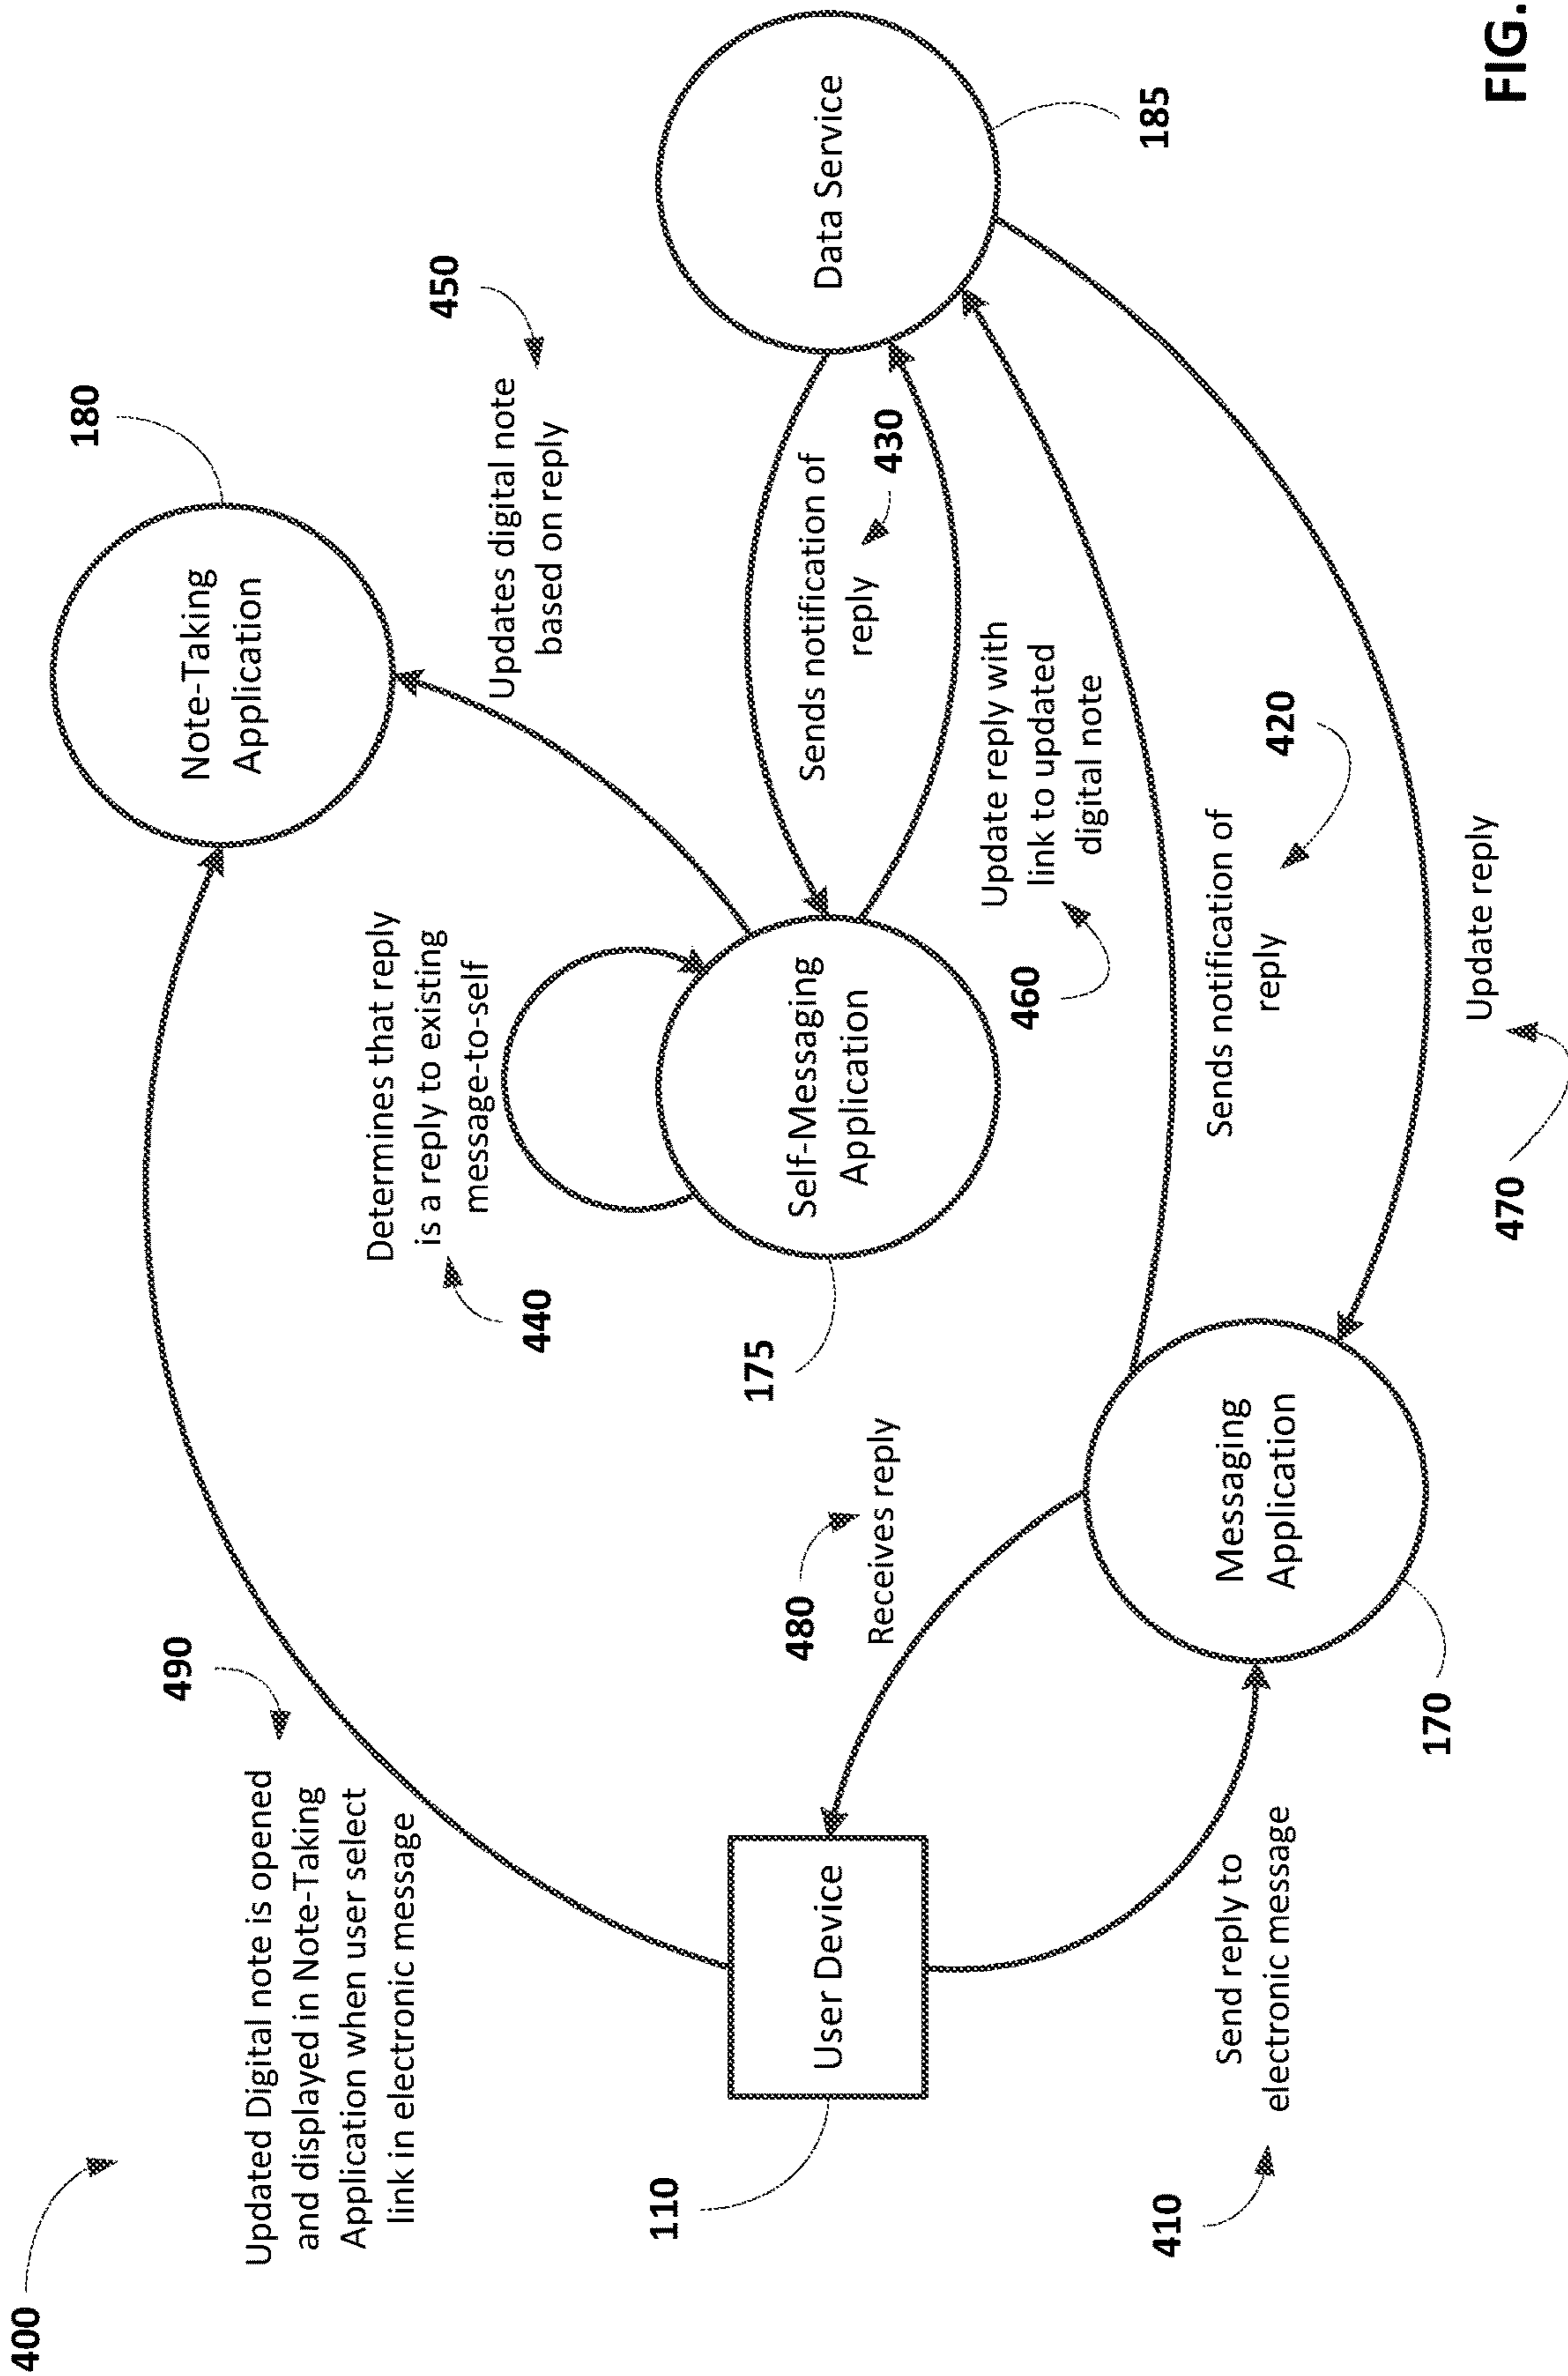 400
Updated Digital note is opened
and displayed in Note-Taking
Application when user select
link in electronic message
490
180
Note-Taking
Application
450
Updates digital note
based on reply
Determines that reply
is a reply to existing
message-to-self
440
175
Self-Messaging
Application
Sends notification of
reply
430
Data Service
185
Update reply with
link to updated
digital note
460
110
User Device
480
Receives reply
410
Send reply to
electronic message
Messaging
Application
170
Sends notification of
reply
420
Update reply
470
FIG.